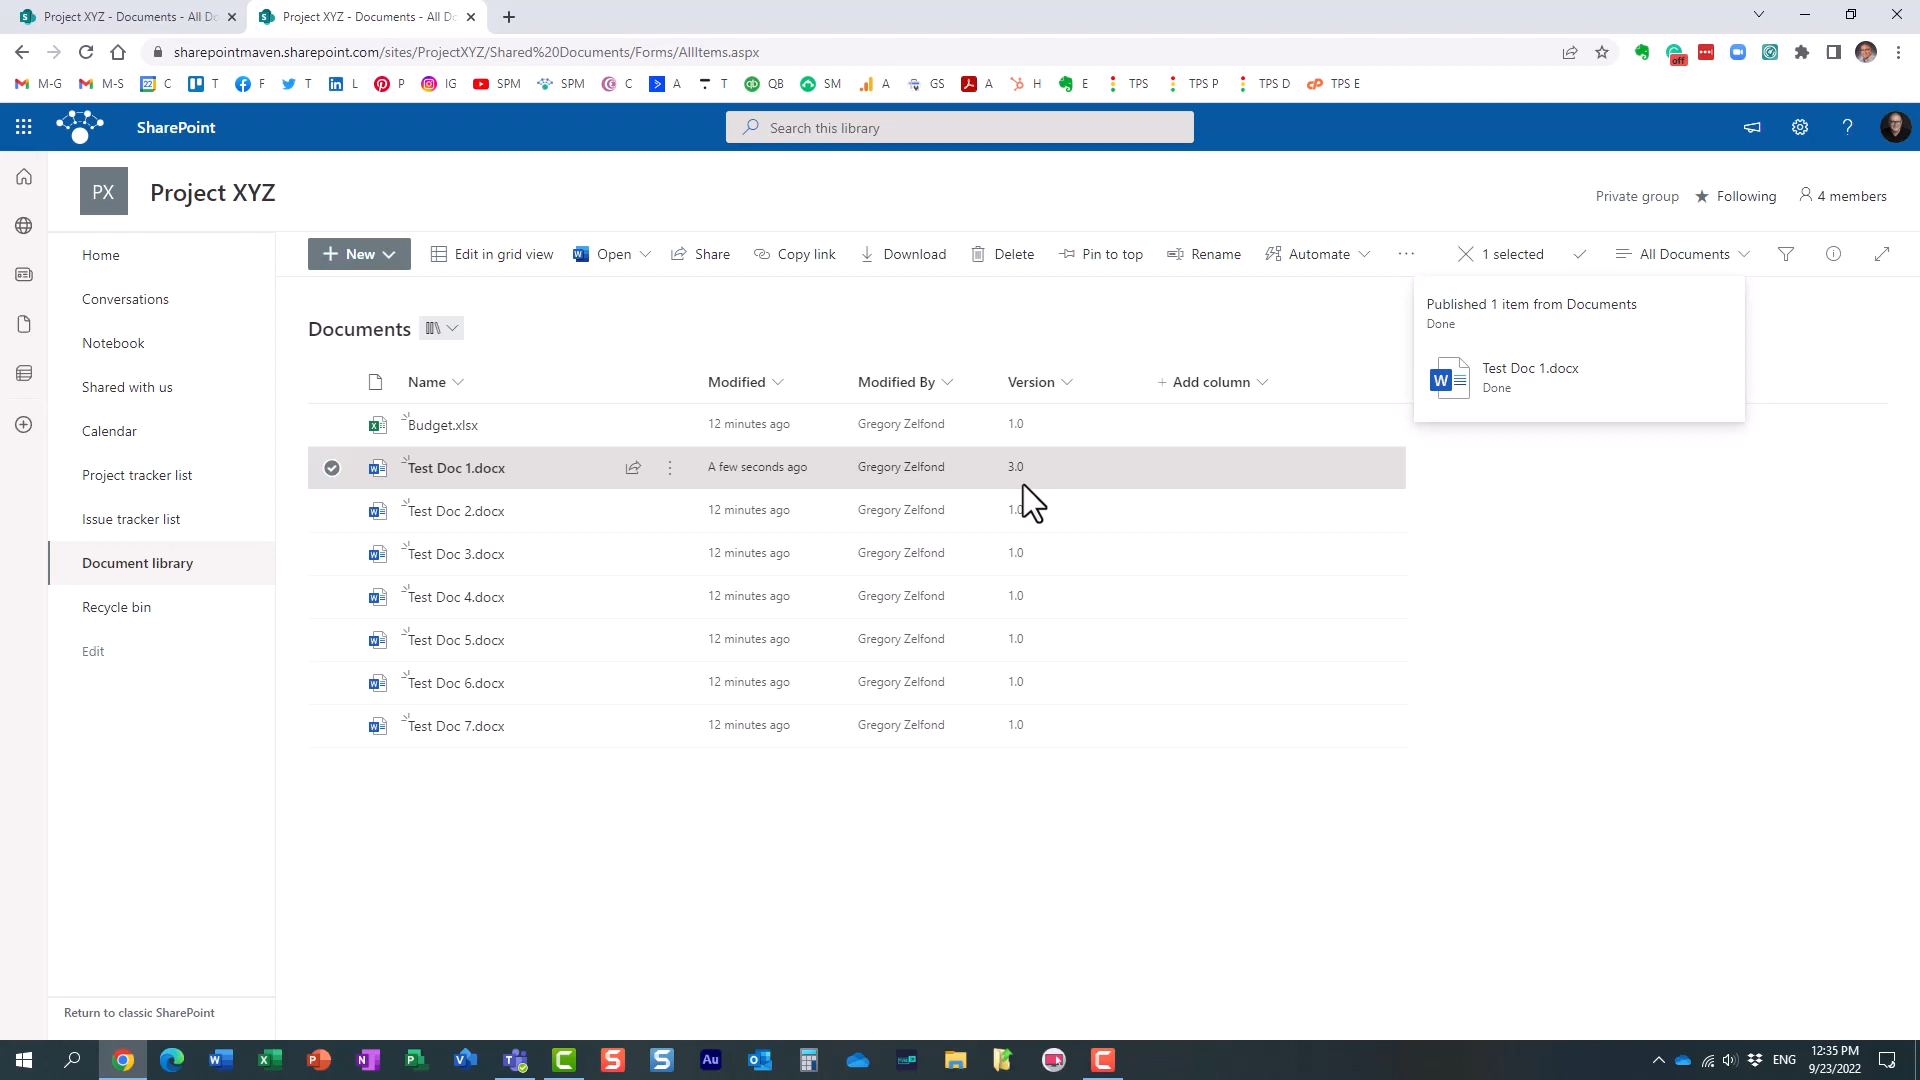 Project XYZ - Documents - All Do
Project XYZ - Documents - All Do
sharepointmaven.sharepoint.com/sites/ProjectXYZ/Shared%20Documents/Forms/AllItems.aspx
off
M-G M-S C T F T L P IG SPM SPM C A T QB SM A GS A H E TPS TPS P TPS D TPS E
SharePoint
Search this library
PX
Project XYZ
Private group Following 4 members
Home
Conversations
Notebook
Shared with us
Calendar
Project tracker list
Issue tracker list
Document library
Recycle bin
Edit
Return to classic SharePoint
New Edit in grid view Open Share Copy link Download Delete Pin to top Rename Automate ··· 1 selected All Documents
Published 1 item from Documents
Done
Test Doc 1.docx
Done
Documents
Name Modified Modified By Version + Add column
Budget.xlsx 12 minutes ago Gregory Zelfond 1.0
Test Doc 1.docx A few seconds ago Gregory Zelfond 3.0
Test Doc 2.docx 12 minutes ago Gregory Zelfond 1.0
Test Doc 3.docx 12 minutes ago Gregory Zelfond 1.0
Test Doc 4.docx 12 minutes ago Gregory Zelfond 1.0
Test Doc 5.docx 12 minutes ago Gregory Zelfond 1.0
Test Doc 6.docx 12 minutes ago Gregory Zelfond 1.0
Test Doc 7.docx 12 minutes ago Gregory Zelfond 1.0
ENG
12:35 PM
9/23/2022